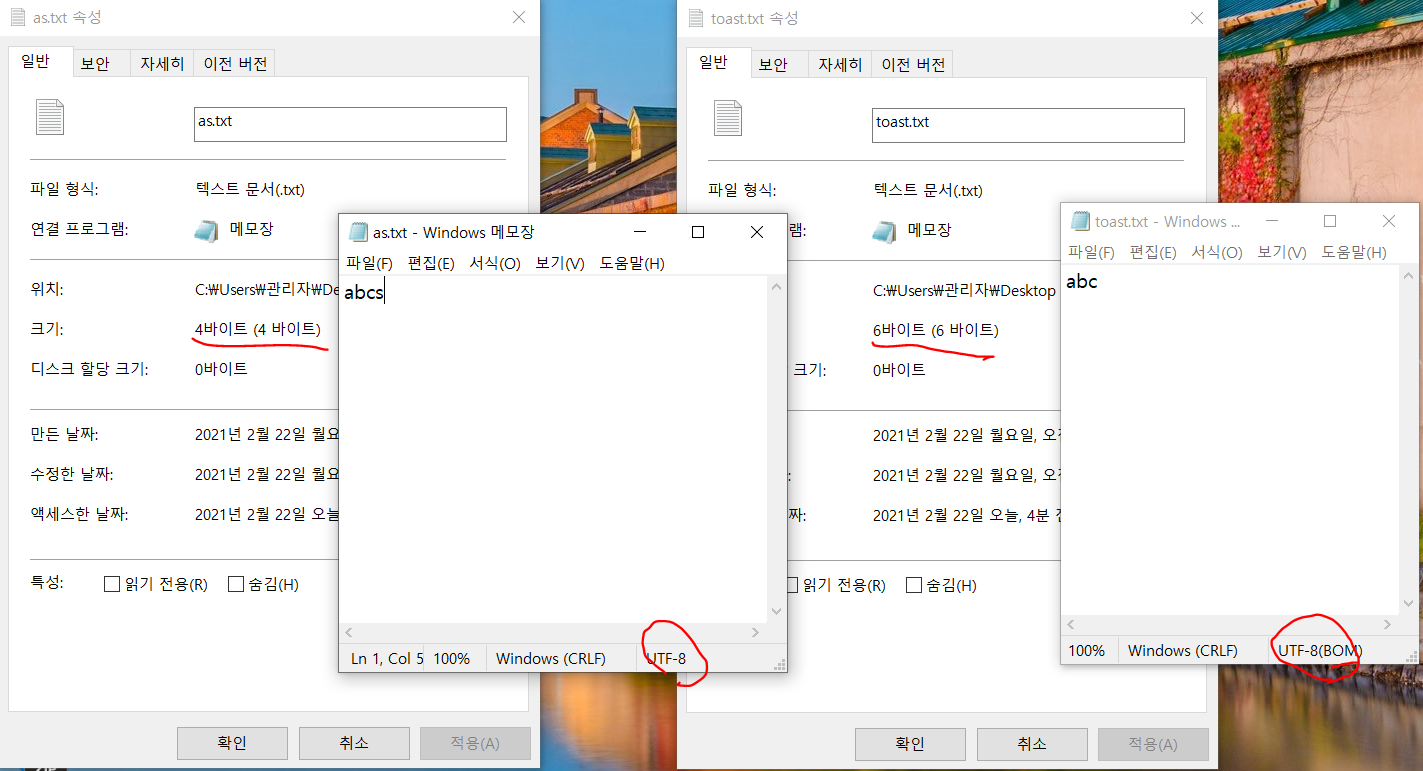 as.txt 속성
일반 보안 자세히 이전 버전
as.txt
파일 형식: 텍스트 문서(.txt)
연결 프로그램: 메모장
위치: C:₩Users₩관리자₩De
크기: 4바이트 (4 바이트)
디스크 할당 크기: 0바이트
만든 날짜: 2021년 2월 22일 월요
수정한 날짜: 2021년 2월 22일 월요
액세스한 날짜: 2021년 2월 22일 오늘
특성: 읽기 전용(R) 숨김(H)
확인 취소 적용(A)
as.txt - Windows 메모장
파일(F) 편집(E) 서식(O) 보기(V) 도움말(H)
abcs
Ln 1, Col 5 100% Windows (CRLF) UTF-8
toast.txt 속성
일반 보안 자세히 이전 버전
toast.txt
파일 형식: 텍스트 문서(.txt)
램: 메모장
C:₩Users₩관리자₩Desktop
6바이트 (6 바이트)
크기: 0바이트
2021년 2월 22일 월요일, 오
2021년 2월 22일 월요일, 오
짜: 2021년 2월 22일 오늘, 4분 전
읽기 전용(R) 숨김(H)
확인 취소 적용(A)
toast.txt - Windows ...
파일(F) 편집(E) 서식(O) 보기(V) 도움말(H)
abc
100% Windows (CRLF) UTF-8(BOM)